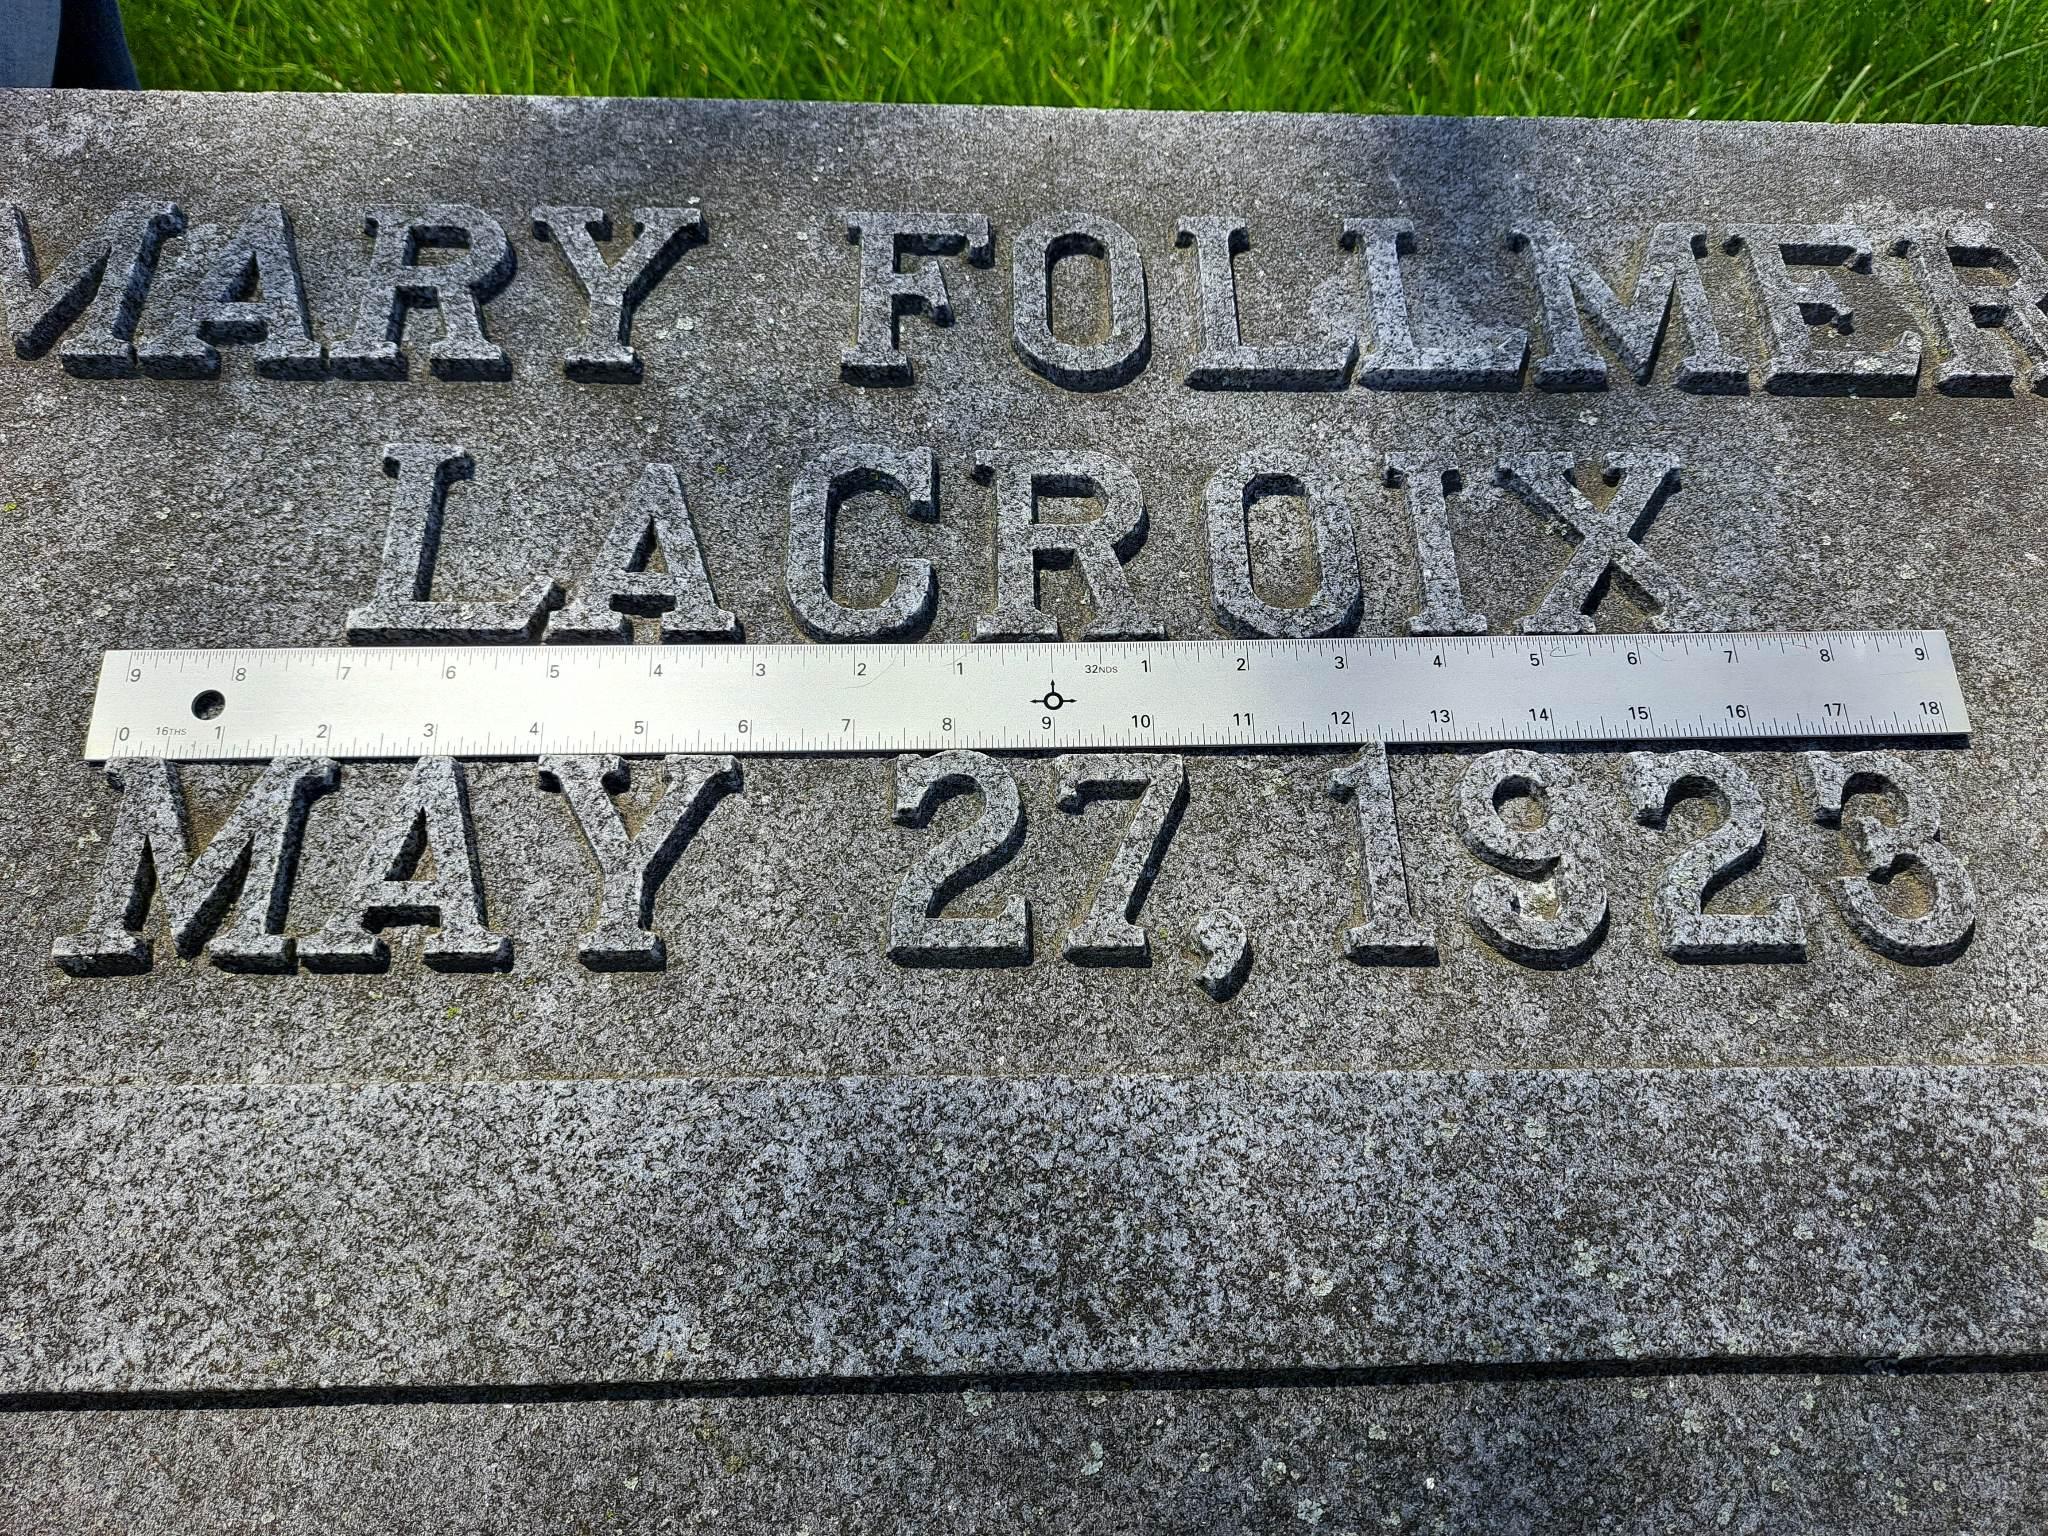 MARY FOLLMER
LACROIX
9 8 7 6 5 4 3 2 1 32NDS 1 2 3 4 5 6 7 8 9
0 16THS 1 2 3 4 5 6 7 8 9 10 11 12 13 14 15 16 17 18
MAY 27, 1923